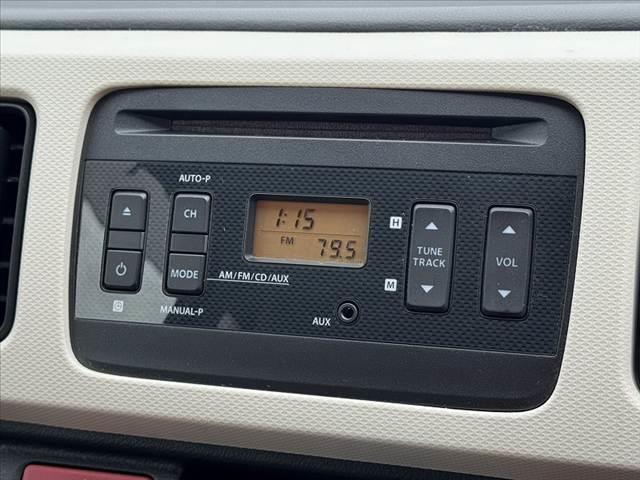 AUTO-P
CH
MODE
AM/FM/CD/AUX
MANUAL-P
1:15
FM 79.5
AUX
H
M
TUNE
TRACK
VOL